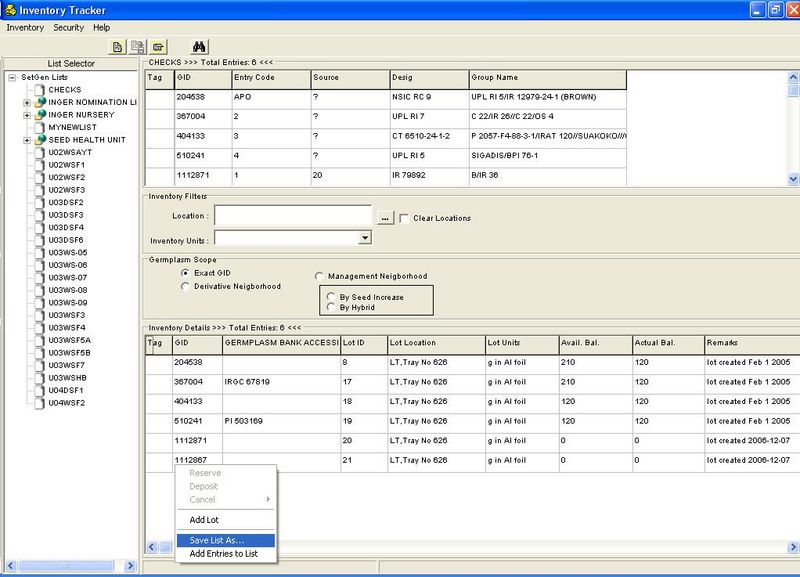 Inventory Tracker
Inventory Security Help
List Selector
SetGen Lists
CHECKS
INGER NOMINATION LI
INGER NURSERY
MYNEWLIST
SEED HEALTH UNIT
U02WSAYT
U02WSF1
U02WSF2
U02WSF3
U03DSF2
U03DSF3
U03DSF4
U03DSF6
U03WS-05
U03WS-06
U03WS-07
U03WS-08
U03WS-09
U03WSF3
U03WSF4
U03WSF5A
U03WSF5B
U03WSF7
U03WSHB
U04DSF1
U04WSF2
CHECKS >>> Total Entries: 6 <<<
Tag GID Entry Code Source Desig Group Name
204538 APO ? NSIC RC 9 UPL RI 5/IR 12979-24-1 (BROWN)
367004 2 ? UPL RI 7 C 22/IR 26//C 22/OS 4
404133 3 ? CT 6510-24-1-2 P 2057-F4-88-3-1/IRAT 120//SUAKOKO///
510241 4 ? UPL RI 5 SIGADIS/BPI 76-1
1112871 1 20 IR 79892 B/IR 36
Inventory Filters
Location : ... Clear Locations
Inventory Units :
Germplasm Scope
Exact GID Management Neigborhood
Derivative Neigborhood
By Seed Increase
By Hybrid
Inventory Details >>> Total Entries: 6 <<<
Tag GID GERMPLASM BANK ACCESSI Lot ID Lot Location Lot Units Avail. Bal. Actual Bal. Remarks
204538 8 LT,Tray No 626 g in Al foil 210 120 lot created Feb 1 2005
367004 IRGC 67819 17 LT,Tray No 626 g in Al foil 210 120 lot created Feb 1 2005
404133 18 LT,Tray No 626 g in Al foil 120 120 lot created Feb 1 2005
510241 PI 503169 19 LT,Tray No 626 g in Al foil 120 120 lot created Feb 1 2005
1112871 20 LT,Tray No 626 g in Al foil 0 0 lot created 2006-12-07
1112867 21 LT,Tray No 626 g in Al foil 0 0 lot created 2006-12-07
Reserve
Deposit
Cancel
Add Lot
Save List As...
Add Entries to List